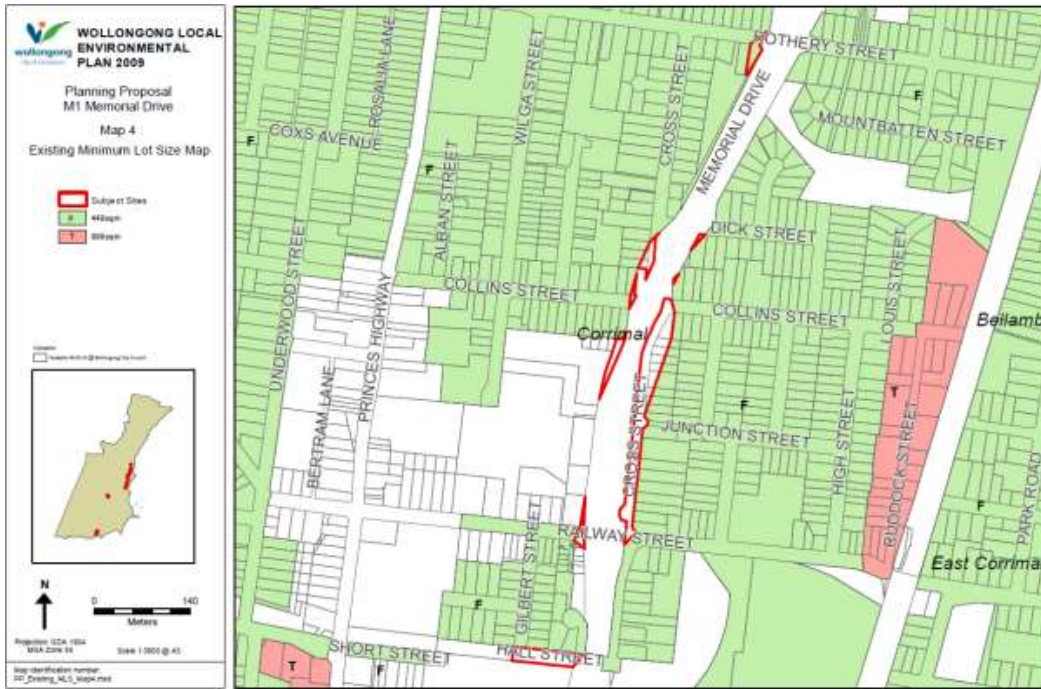 WOLLONGONG LOCAL
ENVIRONMENTAL
PLAN 2009
wollongong
Planning Proposal
M1 Memorial Drive
Map 4
Existing Minimum Lot Size Map
Subject Sites
F
T
N
0 140
Meters
ROTHERY STREET
ROSAHA LANE
WILGA STREET
CROSS STREET
MEMORIAL DRIVE
F
MOUNTBATTEN STREET
COXS AVENUE
F
F
ALBAN STREET
UNDERWOOD STREET
DICK STREET
LOUIS STREET
COLLINS STREET
COLLINS STREET
Corrimal
Bellamb
PRINCES HIGHWAY
BERTRAM LANE
CROSS STREET
T
F
JUNCTION STREET
HIGH STREET
RUDDOCK STREET
PARK ROAD
F
RAILWAY STREET
GILBERT STREET
East Corrima
F
SHORT STREET
HALL STREET
T
F